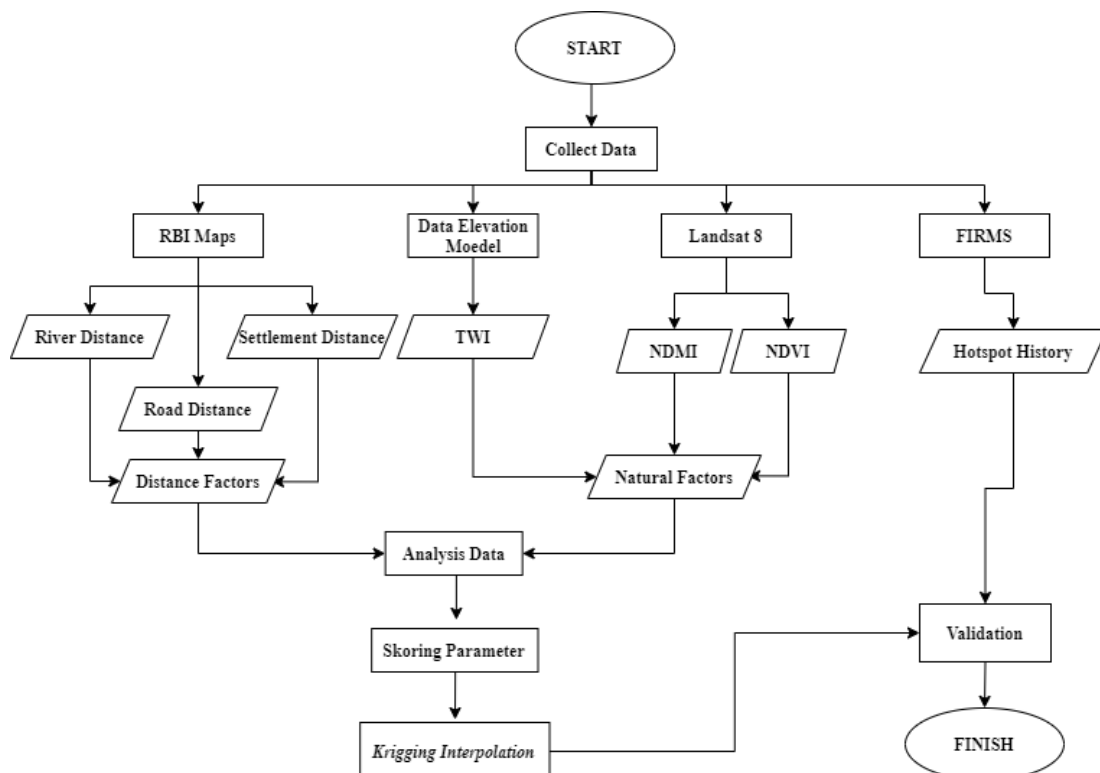 START
Collect Data
RBI Maps
Data Elevation
Moedel
Landsat 8
FIRMS
River Distance
Settlement Distance
TWI
NDMI
NDVI
Hotspot History
Road Distance
Distance Factors
Natural Factors
Analysis Data
Validation
Skoring Parameter
Krigging Interpolation
FINISH